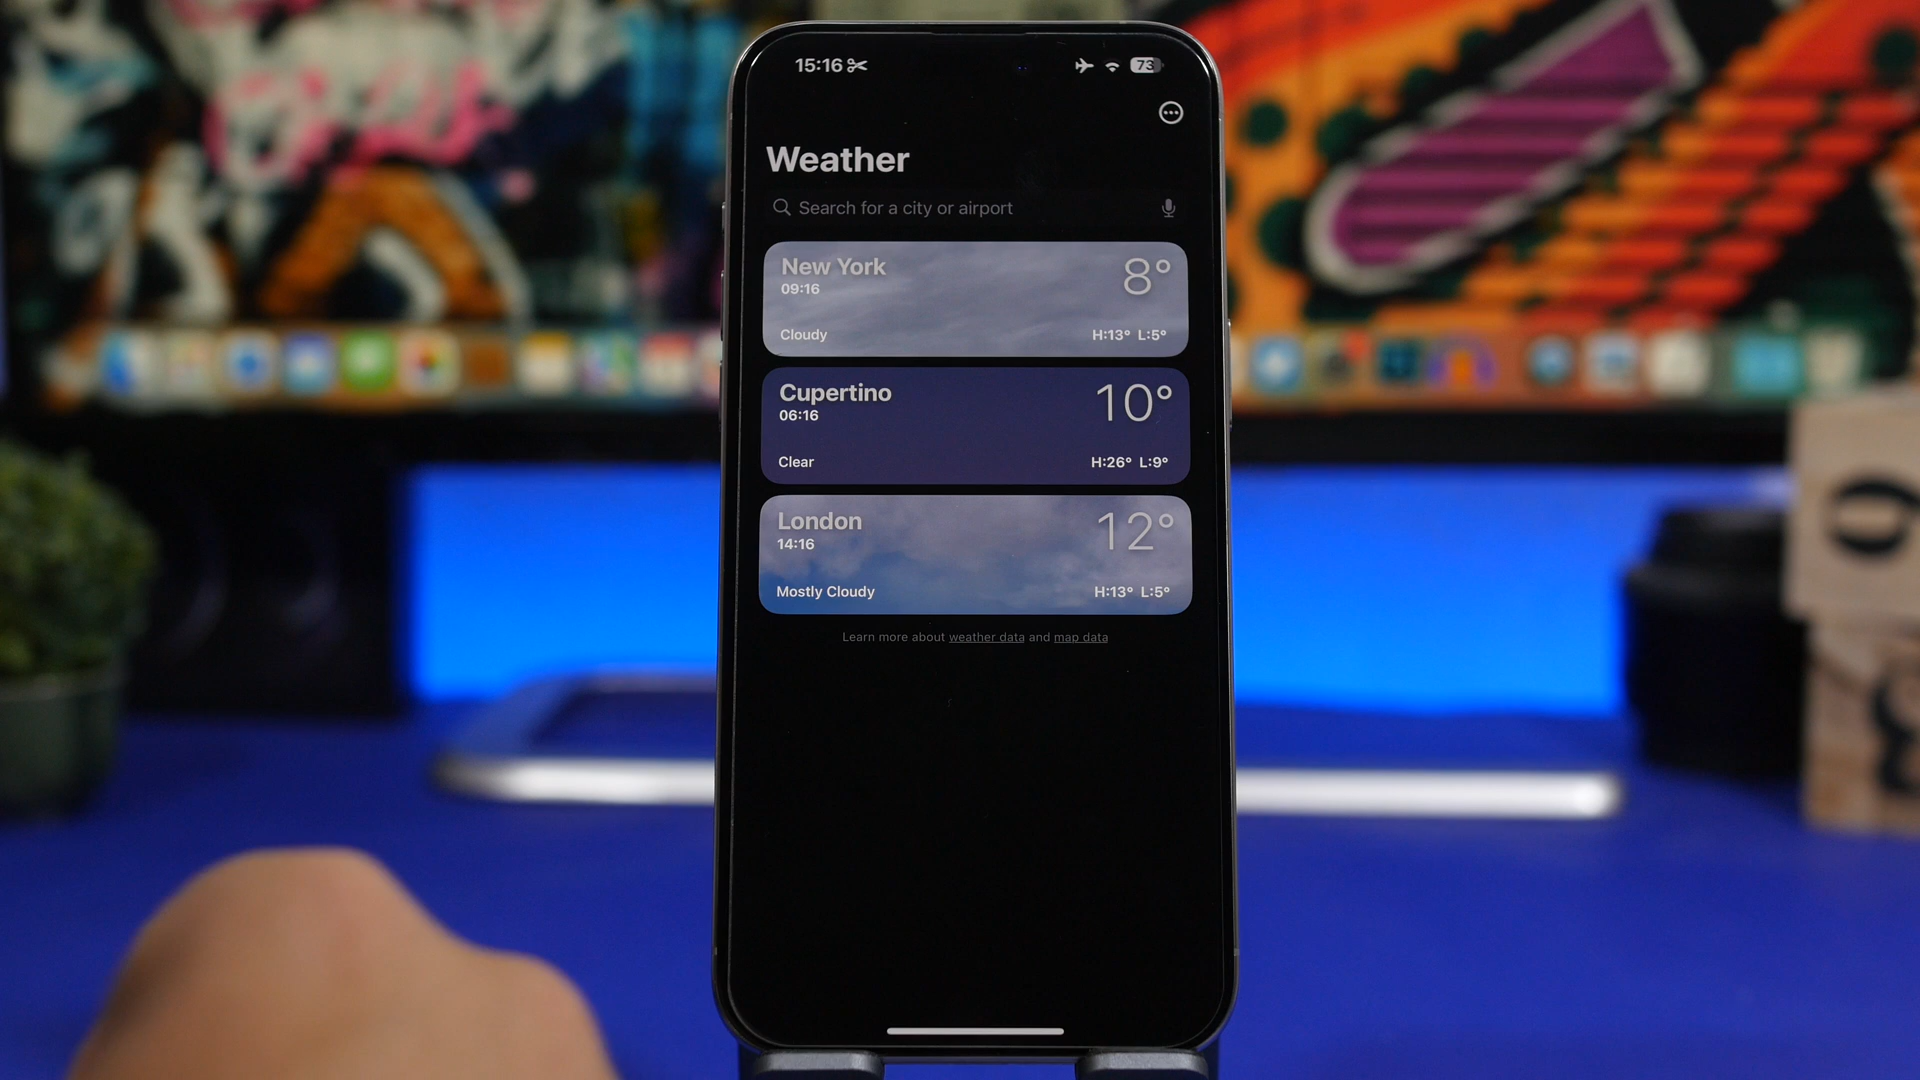 15:16
73
Weather
Search for a city or airport
New York
8°
09:16
Cloudy
H:13° L:5°
Cupertino
10°
06:16
Clear
H:26° L:9°
London
12°
14:16
Mostly Cloudy
H:13° L:5°
Learn more about weather data and map data